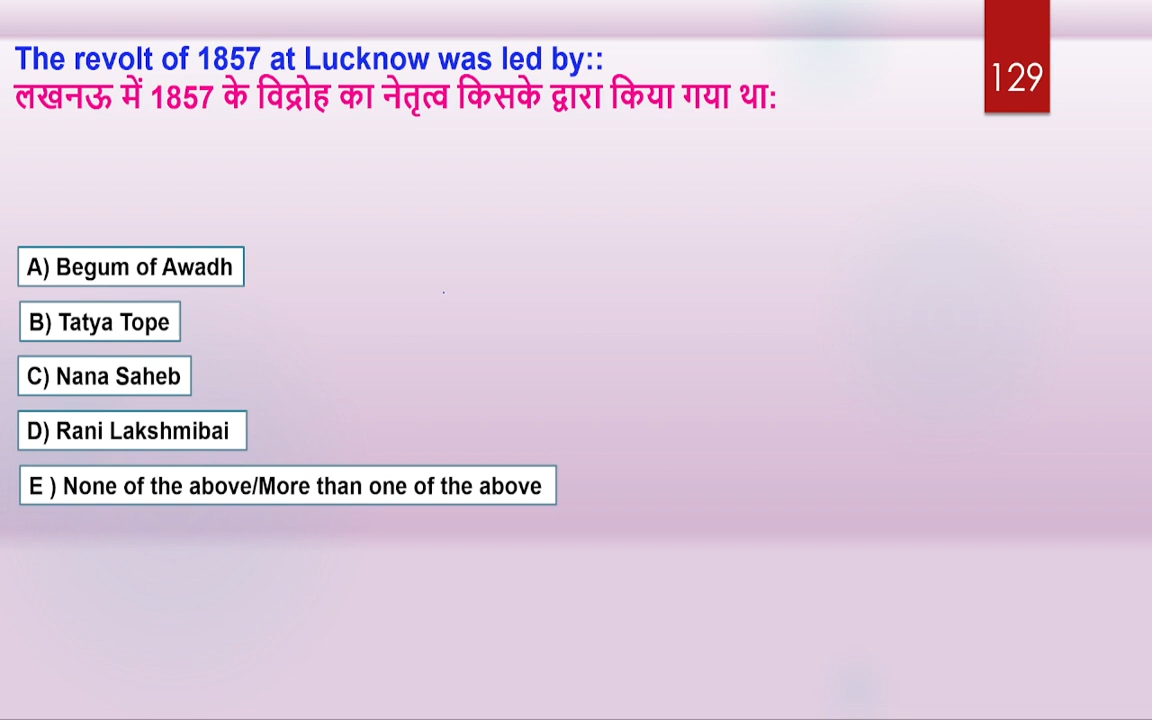 The revolt of 1857 at Lucknow was led by::
129
लखनऊ में 1857 के विद्रोह का नेतृत्व किसके द्वारा किया गया था:
A) Begum of Awadh
B) Tatya Tope
C) Nana Saheb
D) Rani Lakshmibai
E ) None of the above/More than one of the above